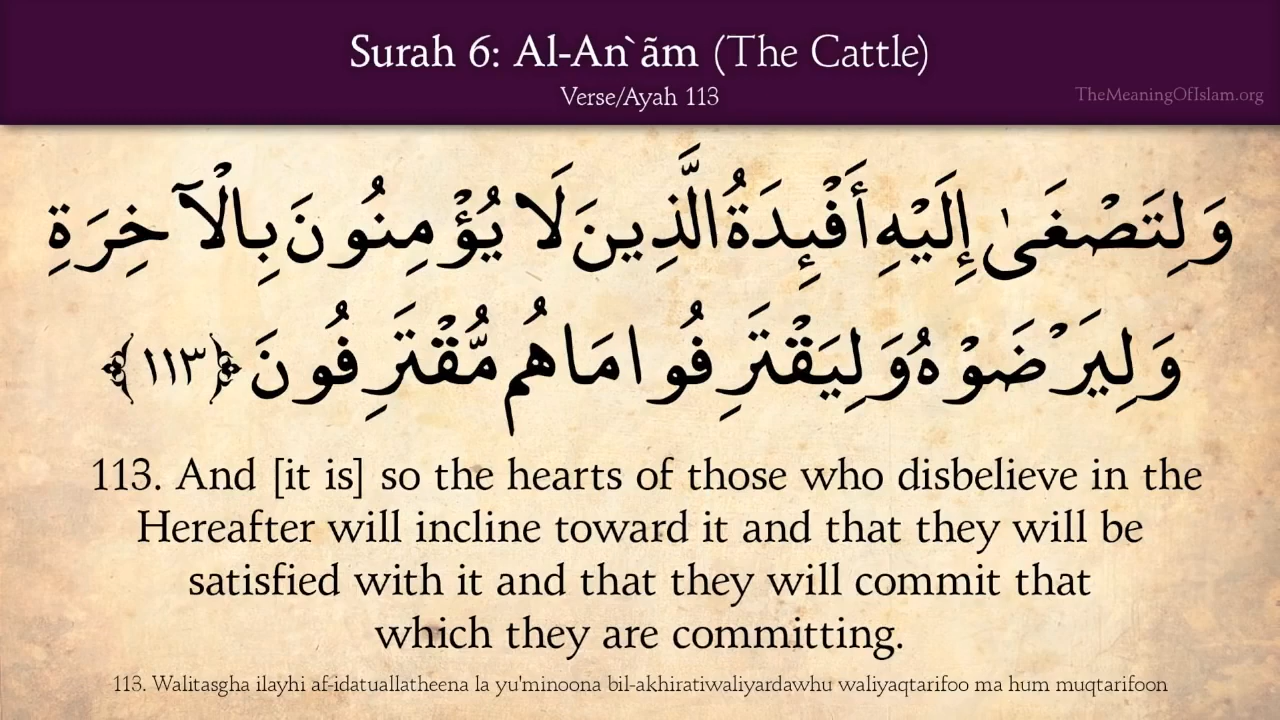 Surah 6: Al-An`ãm (The Cattle)
Verse/Ayah 113
TheMeaningOfIslam.org
وَلِتَصْغَىٰ إِلَيْهِ أَفْـِٔدَةُ الَّذِينَ لَا يُؤْمِنُونَ بِالْآخِرَةِ
وَلِيَرْضَوْهُ وَلِيَقْتَرِفُوا مَا هُم مُّقْتَرِفُونَ ﴿١١٣﴾
113. And [it is] so the hearts of those who disbelieve in the
Hereafter will incline toward it and that they will be
satisfied with it and that they will commit that
which they are committing.
113. Walitasgha ilayhi af-idatuallatheena la yu'minoona bil-akhiratiwaliyardawhu waliyaqtarifoo ma hum muqtarifoon